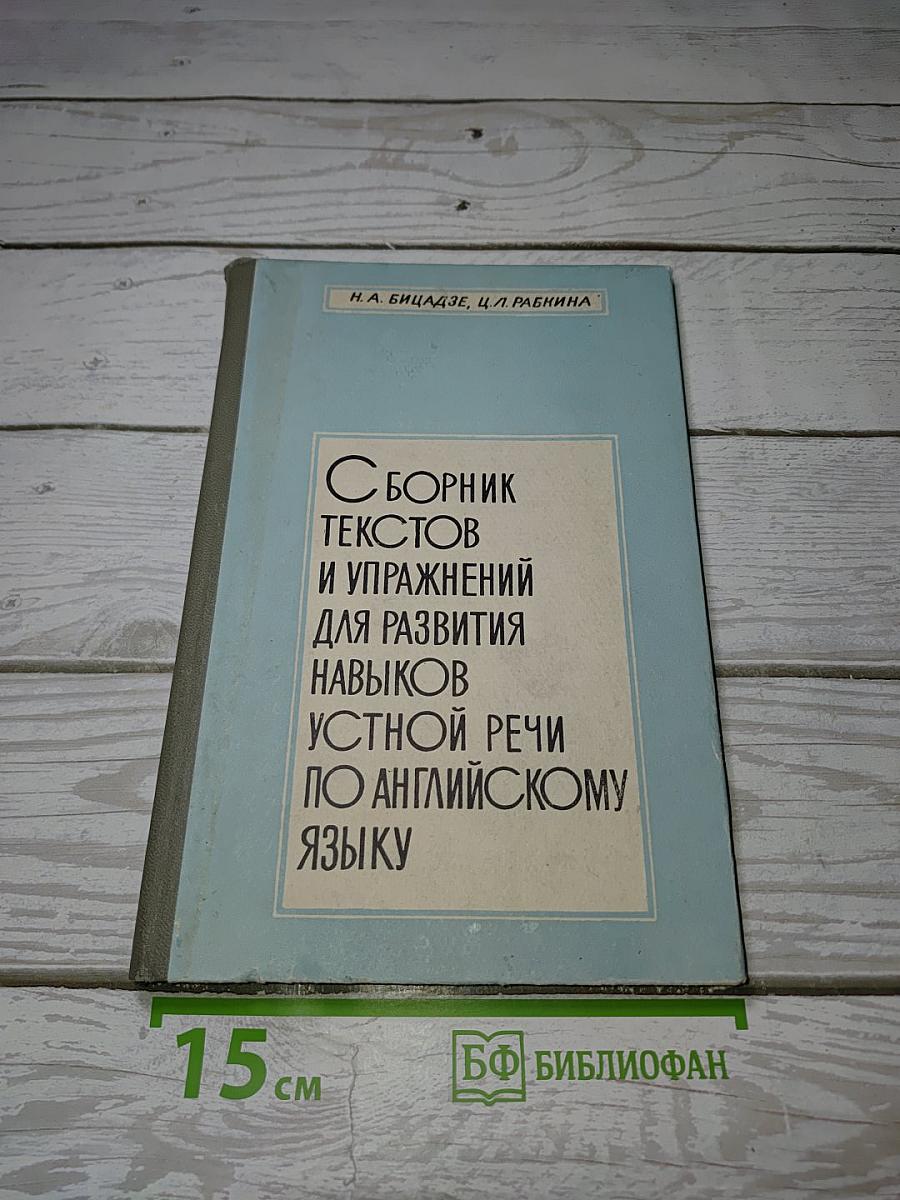 Н. А. БИЦАДЗЕ, Ц. Л. РАБКИНА
СБОРНИК
ТЕКСТОВ
И УПРАЖНЕНИЙ
ДЛЯ РАЗВИТИЯ
НАВЫКОВ
УСТНОЙ РЕЧИ
ПО АНГЛИЙСКОМУ
ЯЗЫКУ
15 см
БФ БИБЛИОФАН